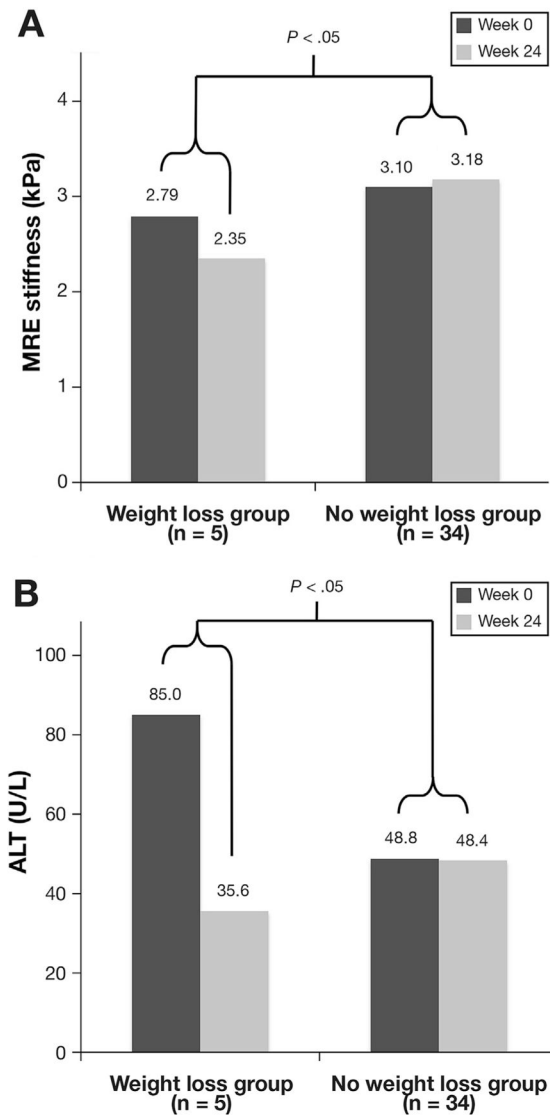 A
P < .05
Week 0
Week 24
MRE stiffness (kPa)
4
3
2
1
0
2.79
2.35
3.10
3.18
Weight loss group
(n = 5)
No weight loss group
(n = 34)
B
P < .05
Week 0
Week 24
ALT (U/L)
100
80
60
40
20
0
85.0
35.6
48.8
48.4
Weight loss group
(n = 5)
No weight loss group
(n = 34)